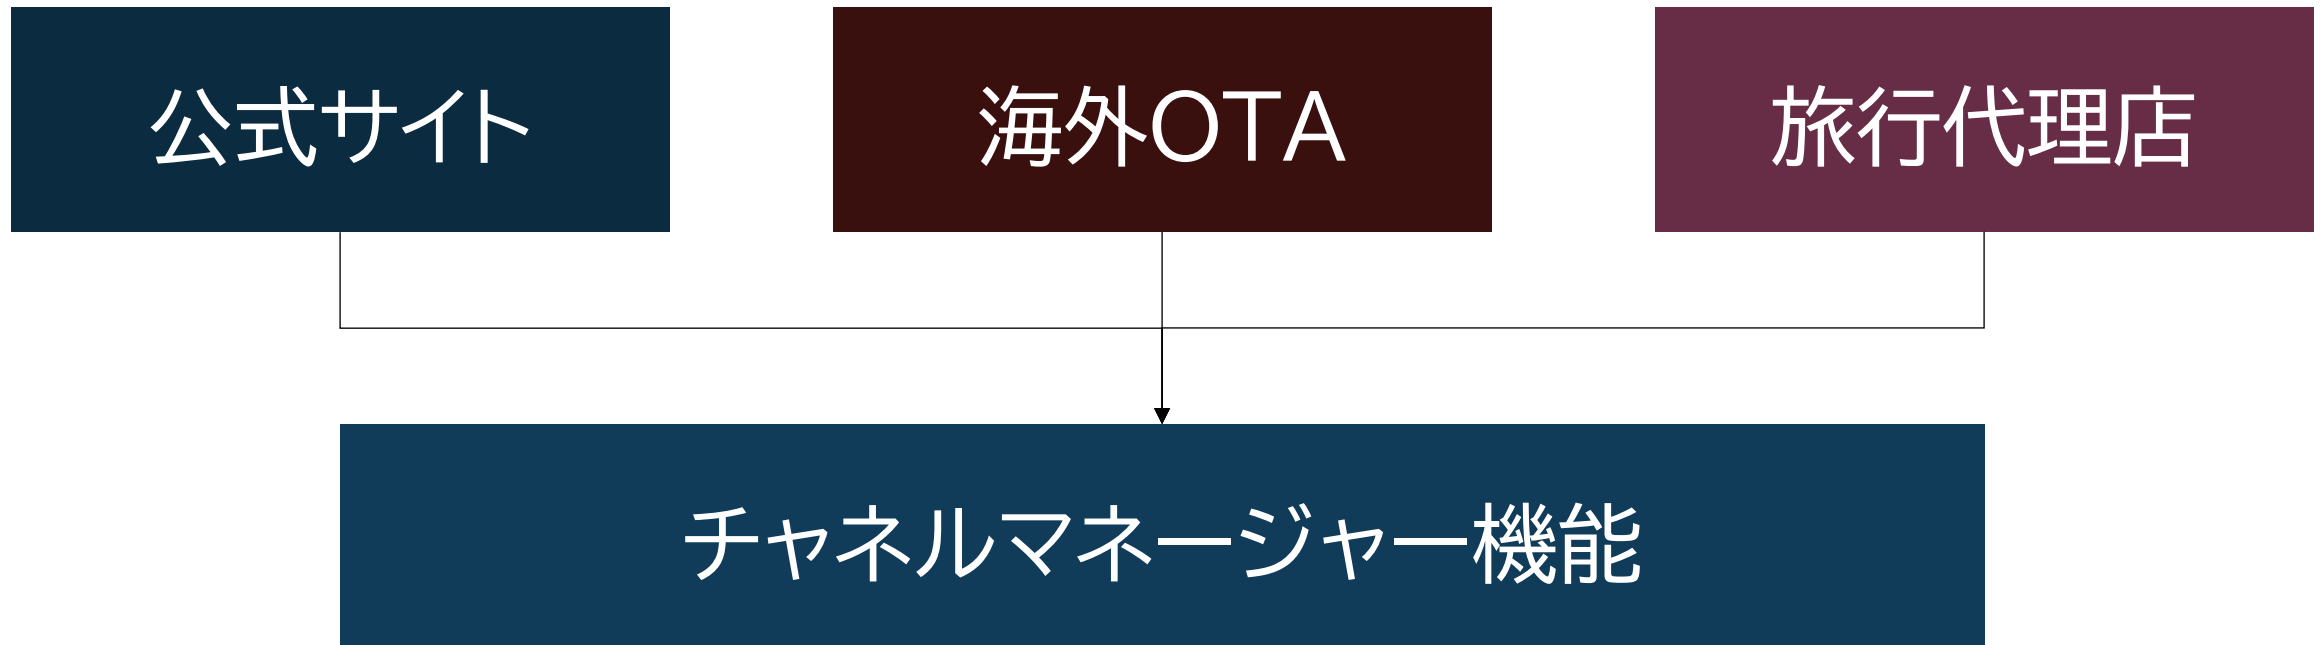 公式サイト
海外OTA
旅行代理店
チャネルマネージャー機能